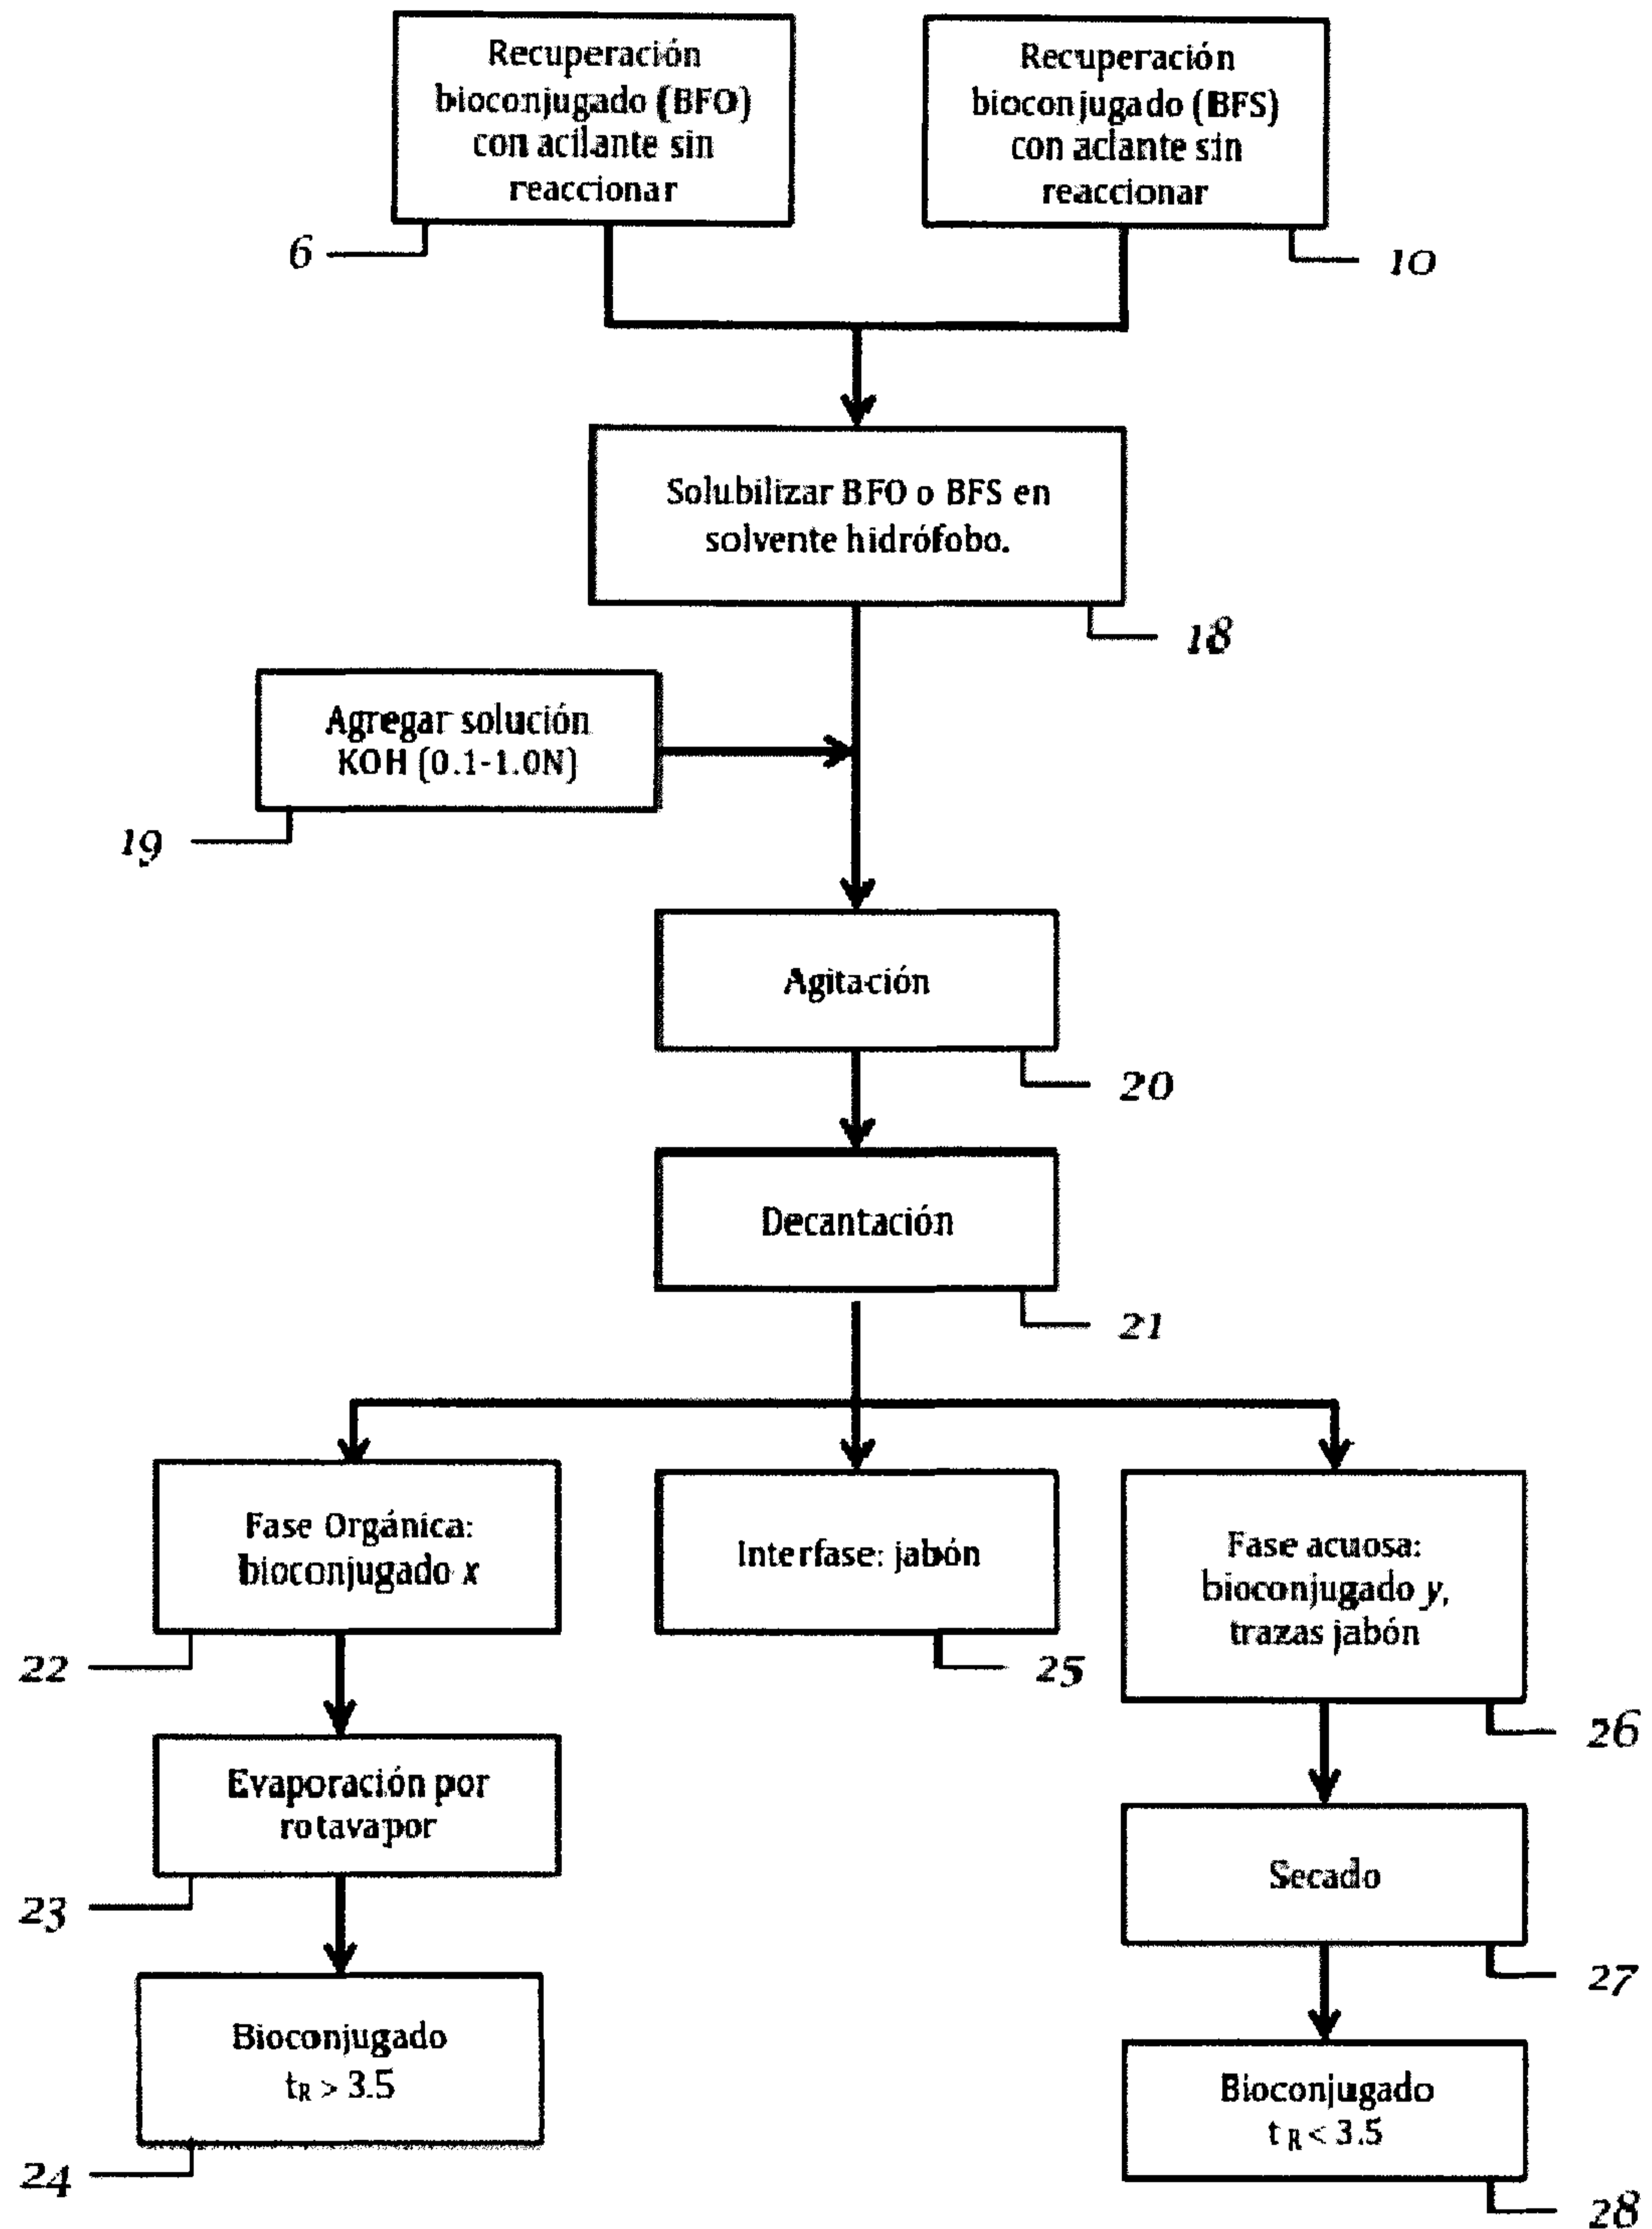 Recuperación
bioconjugado (BFO)
con acilante sin
reaccionar
6
Recuperación
bioconjugado (BFS)
con aclante sin
reaccionar
10
Solubilizar BFO o BFS en
solvente hidrófobo.
18
Agregar solución
KOH (0.1-1.0N)
19
Agitación
20
Decantación
21
Fase Orgánica:
bioconjugado x
22
Interfase: jabón
25
Fase acuosa:
bioconjugado y,
trazas jabón
26
Evaporación por
rotavapor
23
Secado
27
Bioconjugado
tR > 3.5
24
Bioconjugado
t R < 3.5
28